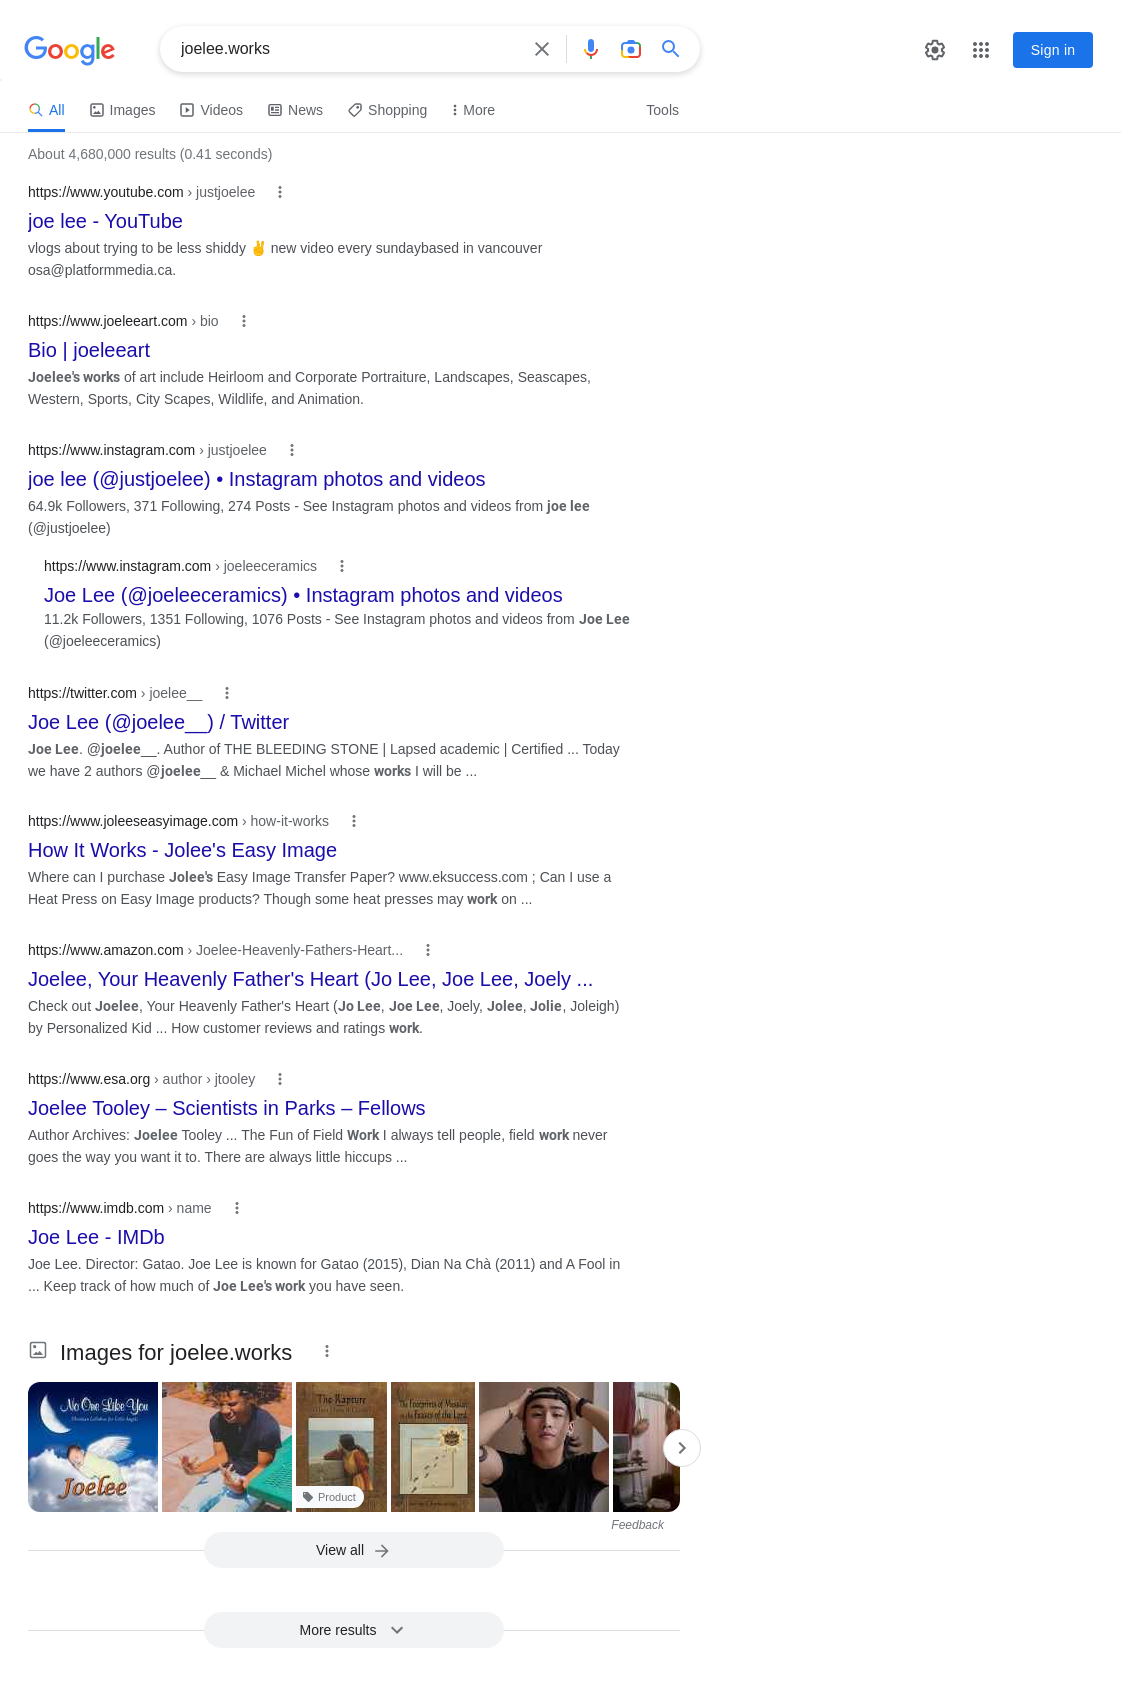 Google
joelee.works
Sign in
All
Images
Videos
News
Shopping
More
Tools
About 4,680,000 results (0.41 seconds)
https://www.youtube.com › justjoelee
joe lee - YouTube
vlogs about trying to be less shiddy ✌️ new video every sundaybased in vancouver
osa@platformmedia.ca.
https://www.joeleeart.com › bio
Bio | joeleeart
Joelee's works of art include Heirloom and Corporate Portraiture, Landscapes, Seascapes,
Western, Sports, City Scapes, Wildlife, and Animation.
https://www.instagram.com › justjoelee
joe lee (@justjoelee) • Instagram photos and videos
64.9k Followers, 371 Following, 274 Posts - See Instagram photos and videos from joe lee
(@justjoelee)
https://www.instagram.com › joeleeceramics
Joe Lee (@joeleeceramics) • Instagram photos and videos
11.2k Followers, 1351 Following, 1076 Posts - See Instagram photos and videos from Joe Lee
(@joeleeceramics)
https://twitter.com › joelee__
Joe Lee (@joelee__) / Twitter
Joe Lee. @joelee__. Author of THE BLEEDING STONE | Lapsed academic | Certified ... Today
we have 2 authors @joelee__ & Michael Michel whose works I will be ...
https://www.joleeseasyimage.com › how-it-works
How It Works - Jolee's Easy Image
Where can I purchase Jolee's Easy Image Transfer Paper? www.eksuccess.com ; Can I use a
Heat Press on Easy Image products? Though some heat presses may work on ...
https://www.amazon.com › Joelee-Heavenly-Fathers-Heart...
Joelee, Your Heavenly Father's Heart (Jo Lee, Joe Lee, Joely ...
Check out Joelee, Your Heavenly Father's Heart (Jo Lee, Joe Lee, Joely, Jolee, Jolie, Joleigh)
by Personalized Kid ... How customer reviews and ratings work.
https://www.esa.org › author › jtooley
Joelee Tooley – Scientists in Parks – Fellows
Author Archives: Joelee Tooley ... The Fun of Field Work I always tell people, field work never
goes the way you want it to. There are always little hiccups ...
https://www.imdb.com › name
Joe Lee - IMDb
Joe Lee. Director: Gatao. Joe Lee is known for Gatao (2015), Dian Na Chà (2011) and A Fool in
... Keep track of how much of Joe Lee's work you have seen.
Images for joelee.works
No One Like You
Christian Lullabies for Little Angels
Joelee
The Rapture
Product
The Footprints of Messiah
in the Feasts of the Lord
Feedback
View all
More results